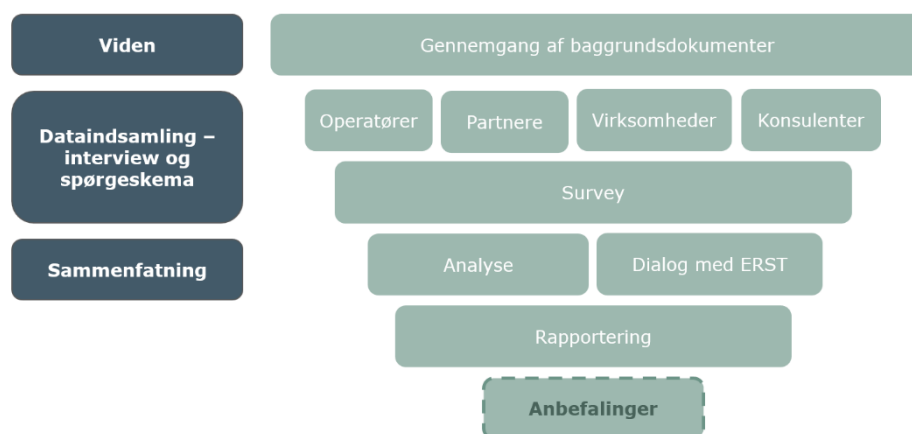 Viden
Gennemgang af baggrundsdokumenter
Dataindsamling –
interview og
spørgeskema
Operatører
Partnere
Virksomheder
Konsulenter
Survey
Sammenfatning
Analyse
Dialog med ERST
Rapportering
Anbefalinger